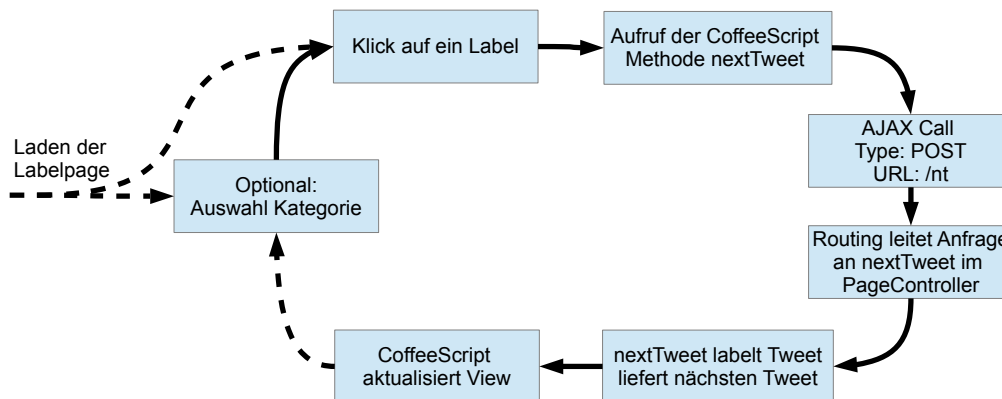 Klick auf ein Label
Aufruf der CoffeeScript
Methode nextTweet
AJAX Call
Type: POST
URL: /nt
Routing leitet Anfrage
an nextTweet im
PageController
nextTweet labelt Tweet
liefert nächsten Tweet
CoffeeScript
aktualisiert View
Optional:
Auswahl Kategorie
Laden der
Labelpage